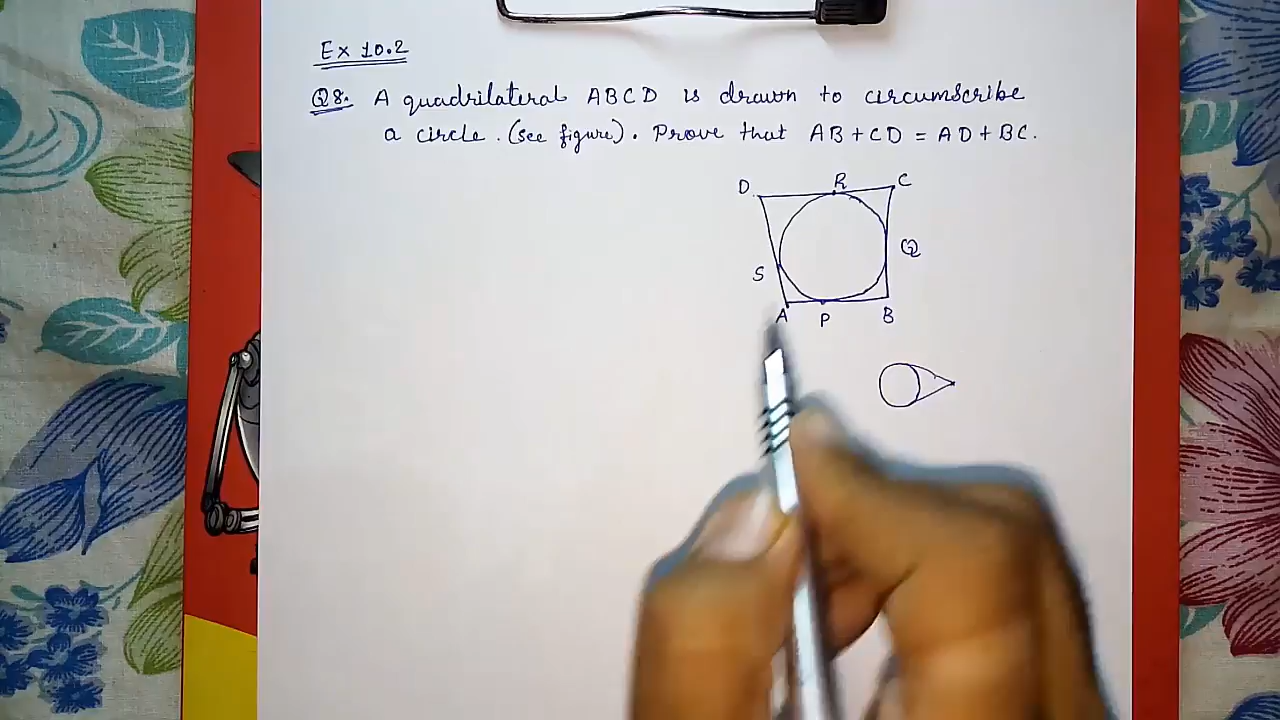 Ex 10.2
Q8. A quadrilateral ABCD is drawn to circumscribe
a circle. (see figure). Prove that AB + CD = AD + BC.
D R C
S Q
A P B